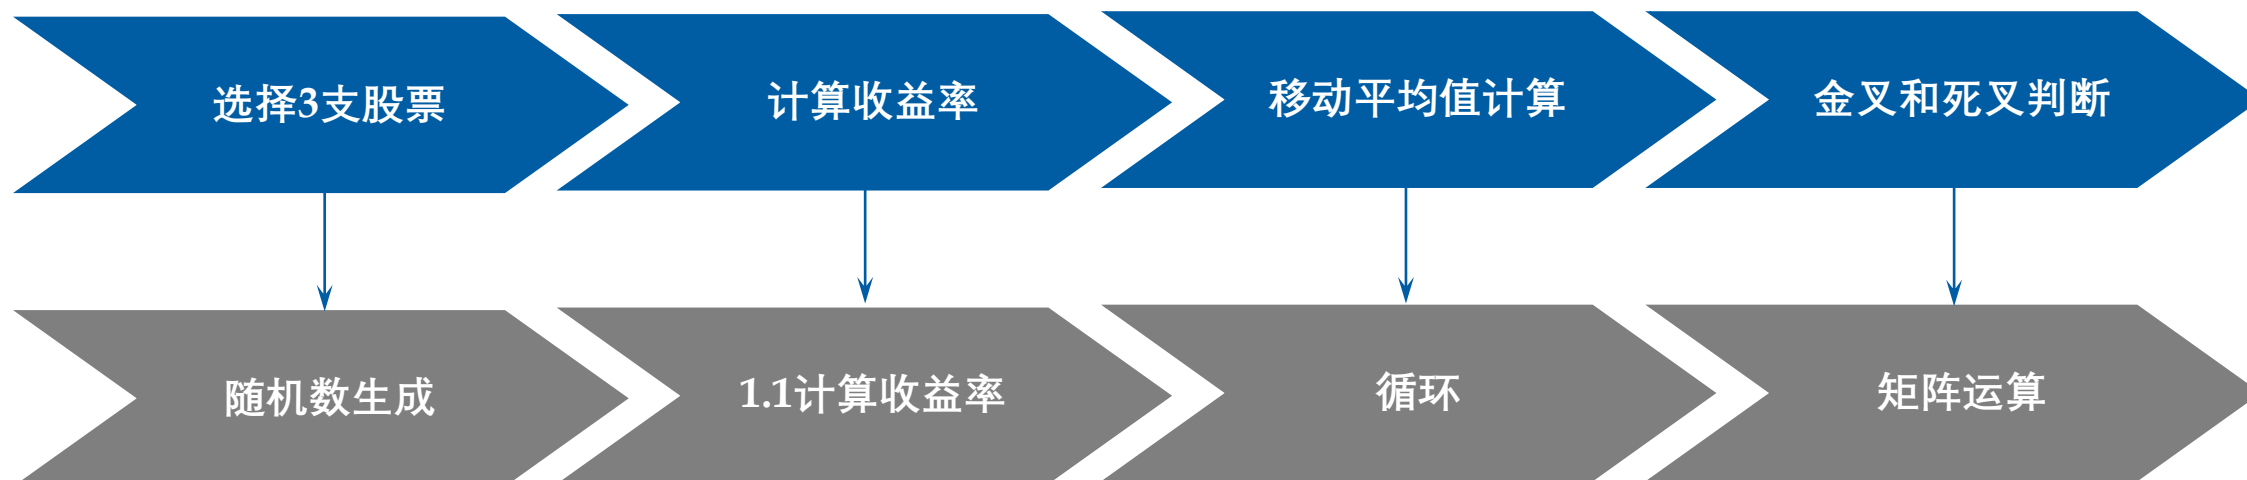 选择3支股票
计算收益率
移动平均值计算
金叉和死叉判断
随机数生成
1.1计算收益率
循环
矩阵运算